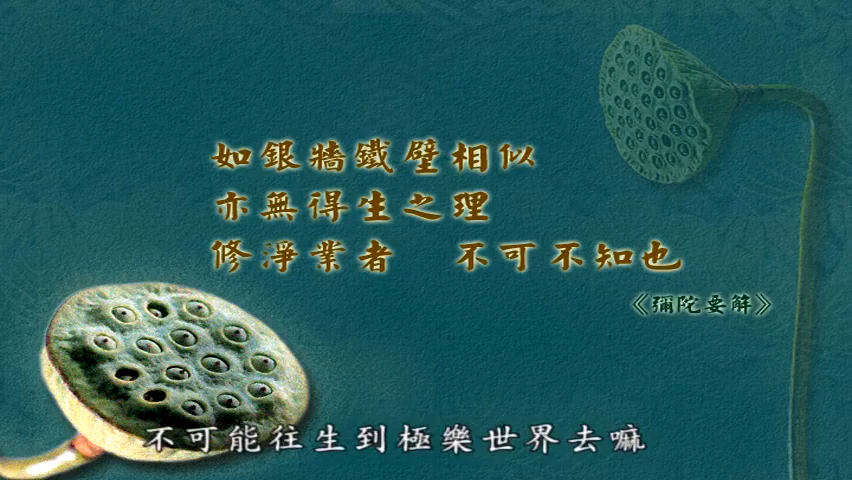 如銀牆鐵壁相似
亦無得生之理
修淨業者　不可不知也
《彌陀要解》
不可能往生到極樂世界去嘛